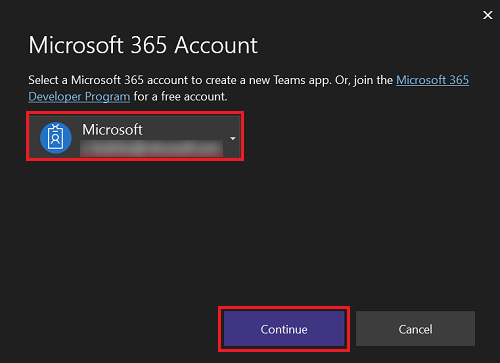 Microsoft 365 Account
Select a Microsoft 365 account to create a new Teams app. Or, join the Microsoft 365
Developer Program for a free account.
Microsoft
Continue
Cancel